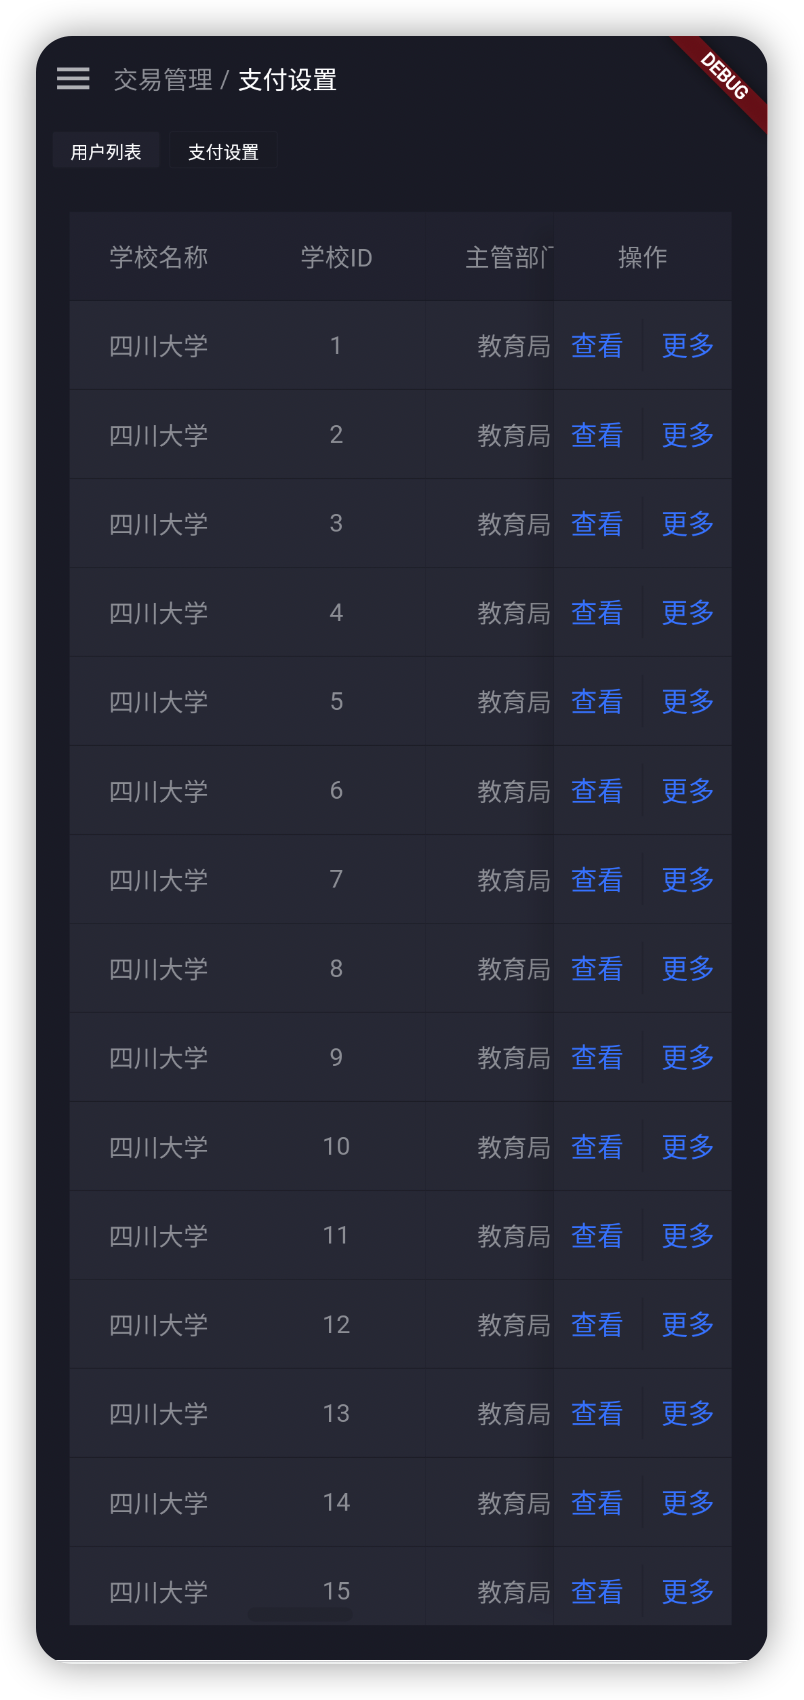 交易管理 / 支付设置
DEBUG
用户列表 支付设置
学校名称 学校ID 主管部门 操作
四川大学 1 教育局 查看 更多
四川大学 2 教育局 查看 更多
四川大学 3 教育局 查看 更多
四川大学 4 教育局 查看 更多
四川大学 5 教育局 查看 更多
四川大学 6 教育局 查看 更多
四川大学 7 教育局 查看 更多
四川大学 8 教育局 查看 更多
四川大学 9 教育局 查看 更多
四川大学 10 教育局 查看 更多
四川大学 11 教育局 查看 更多
四川大学 12 教育局 查看 更多
四川大学 13 教育局 查看 更多
四川大学 14 教育局 查看 更多
四川大学 15 教育局 查看 更多